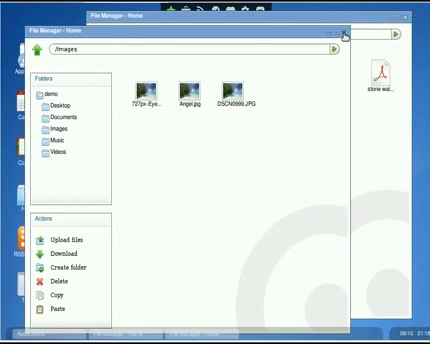 File Manager - Home
File Manager - Home
/Images
Folders
demo
Desktop
Documents
Images
Music
Videos
727px-Eye...
Angel.jpg
DSCN0999.JPG
stone wal...
Actions
Upload files
Download
Create folder
Delete
Copy
Paste